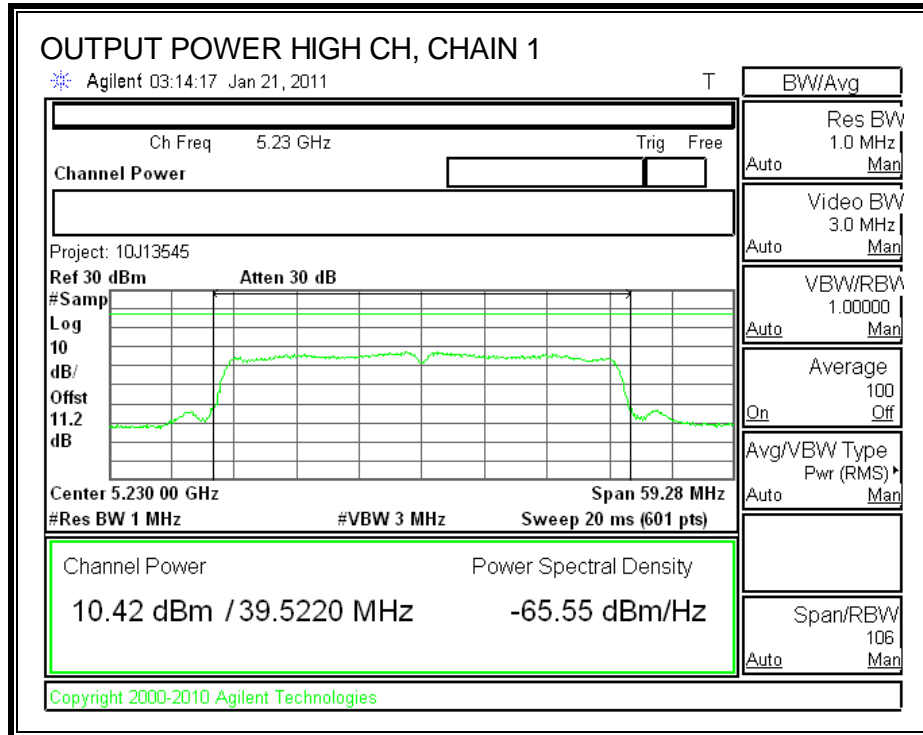 OUTPUT POWER HIGH CH, CHAIN 1
Agilent 03:14:17 Jan 21, 2011 T
BW/Avg
Ch Freq 5.23 GHz Trig Free
Channel Power
Res BW
1.0 MHz
Auto Man
Video BW
3.0 MHz
Auto Man
Project: 10J13545
Ref 30 dBm Atten 30 dB
#Samp
Log
10
dB/
Offst
11.2
dB
VBW/RBW
1.00000
Auto Man
Average
100
On Off
Avg/VBW Type
Pwr (RMS)
Auto Man
Center 5.230 00 GHz Span 59.28 MHz
#Res BW 1 MHz #VBW 3 MHz Sweep 20 ms (601 pts)
Channel Power Power Spectral Density
10.42 dBm / 39.5220 MHz -65.55 dBm/Hz
Span/RBW
106
Auto Man
Copyright 2000-2010 Agilent Technologies